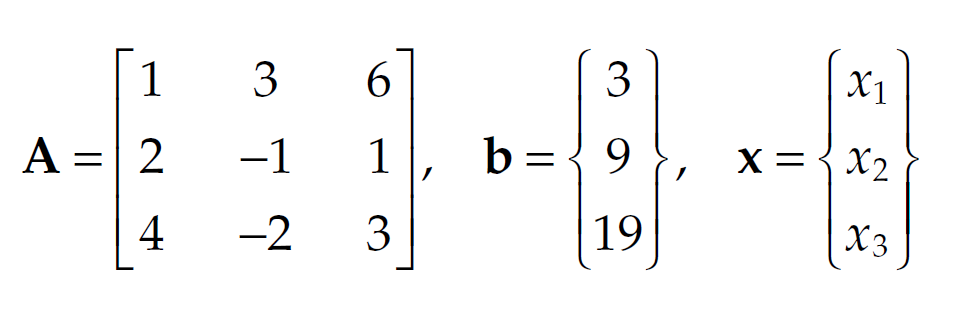 A = [ 1 3 6 ; 2 –1 1 ; 4 –2 3 ], b = { 3 ; 9 ; 19 }, x = { x₁ ; x₂ ; x₃ }